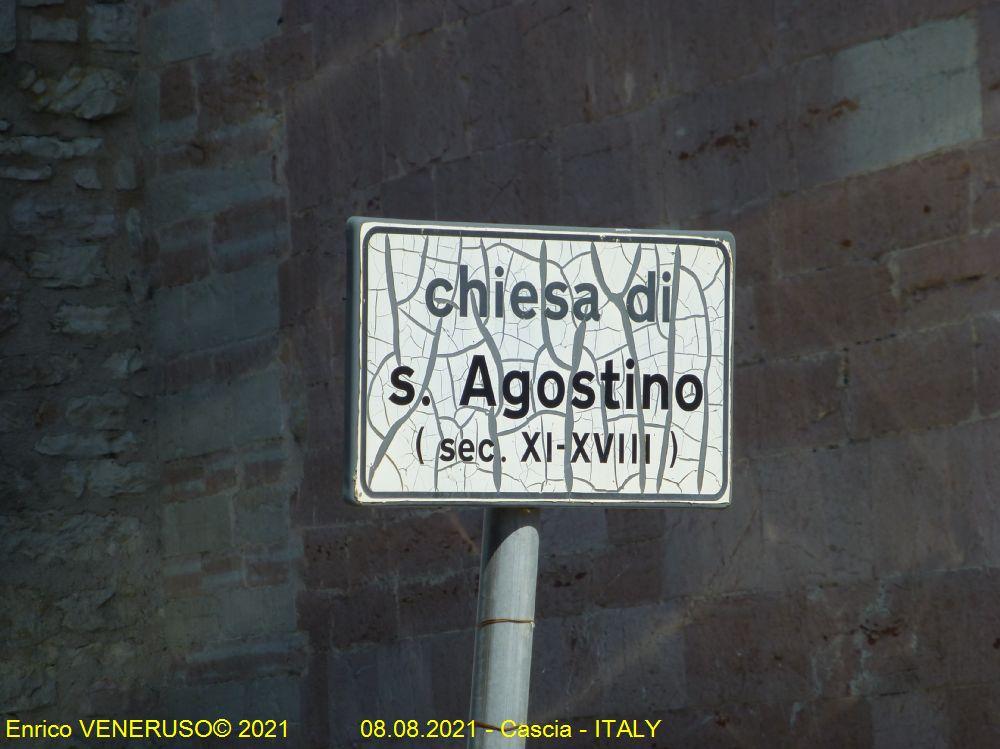 chiesa di
s. Agostino
( sec. XI-XVIII )
Enrico VENERUSO© 2021 08.08.2021 - Cascia - ITALY